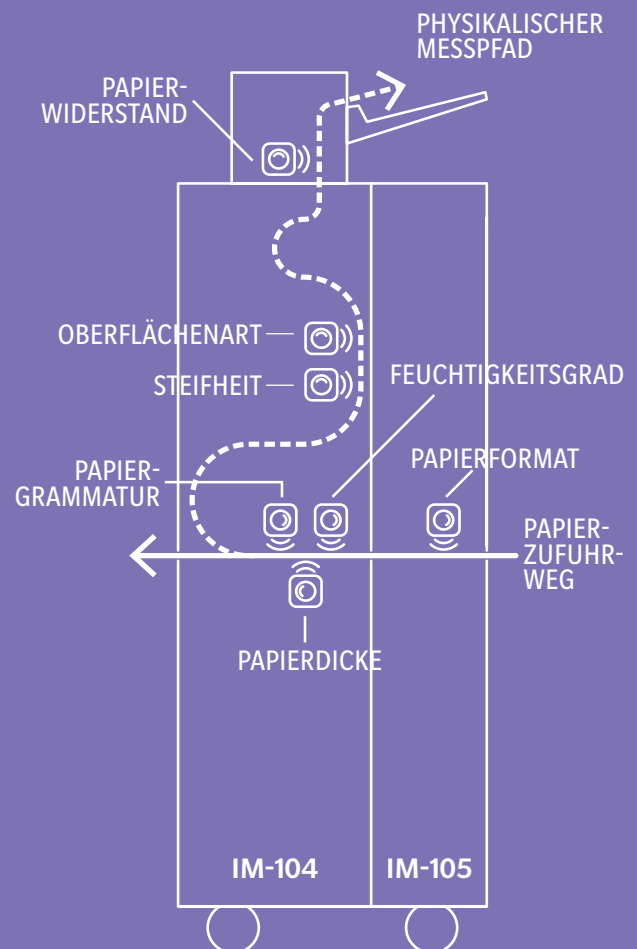 PHYSIKALISCHER
MESSPFAD
PAPIER-
WIDERSTAND
OBERFLÄCHENART
STEIFHEIT
FEUCHTIGKEITSGRAD
PAPIER-
GRAMMATUR
PAPIERFORMAT
PAPIER-
ZUFUHR-
WEG
PAPIERDICKE
IM-104
IM-105